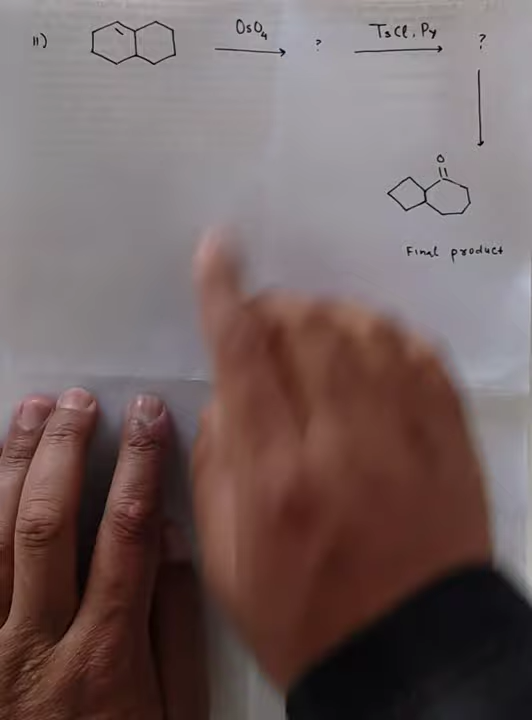 11) OsO₄ ? TsCl, Py ?
O
Final product